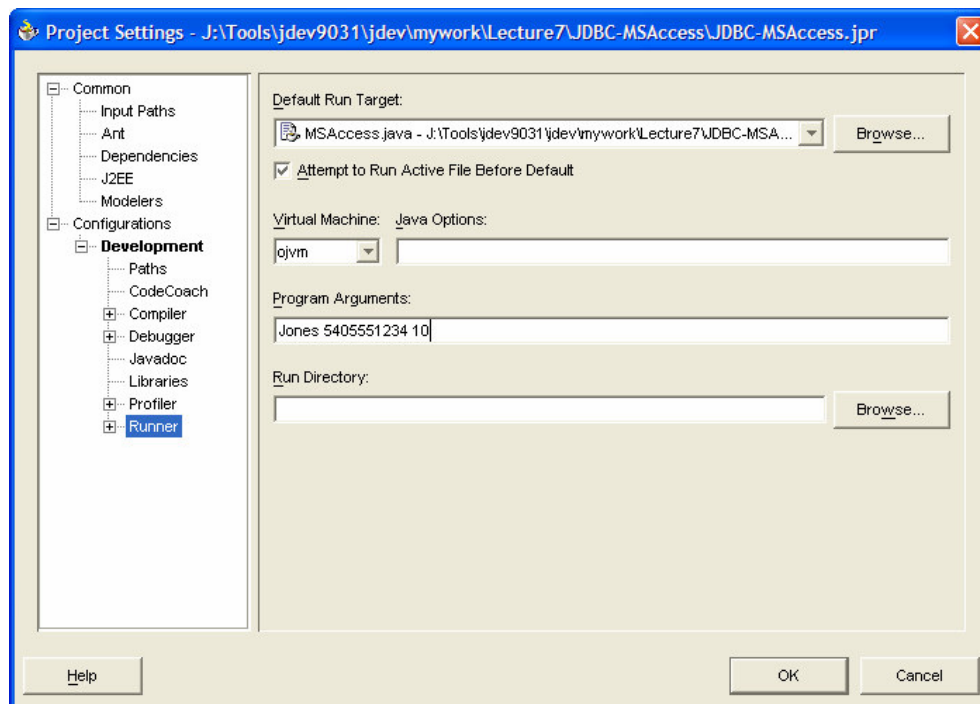 Project Settings - J:\Tools\jdev9031\jdev\mywork\Lecture7\JDBC-MSAccess\JDBC-MSAccess.jpr
Common
Input Paths
Ant
Dependencies
J2EE
Modelers
Configurations
Development
Paths
CodeCoach
Compiler
Debugger
Javadoc
Libraries
Profiler
Runner
Default Run Target:
MSAccess.java - J:\Tools\jdev9031\jdev\mywork\Lecture7\JDBC-MSA... Browse...
Attempt to Run Active File Before Default
Virtual Machine: Java Options:
ojvm
Program Arguments:
Jones 5405551234 10
Run Directory:
Browse...
Help OK Cancel